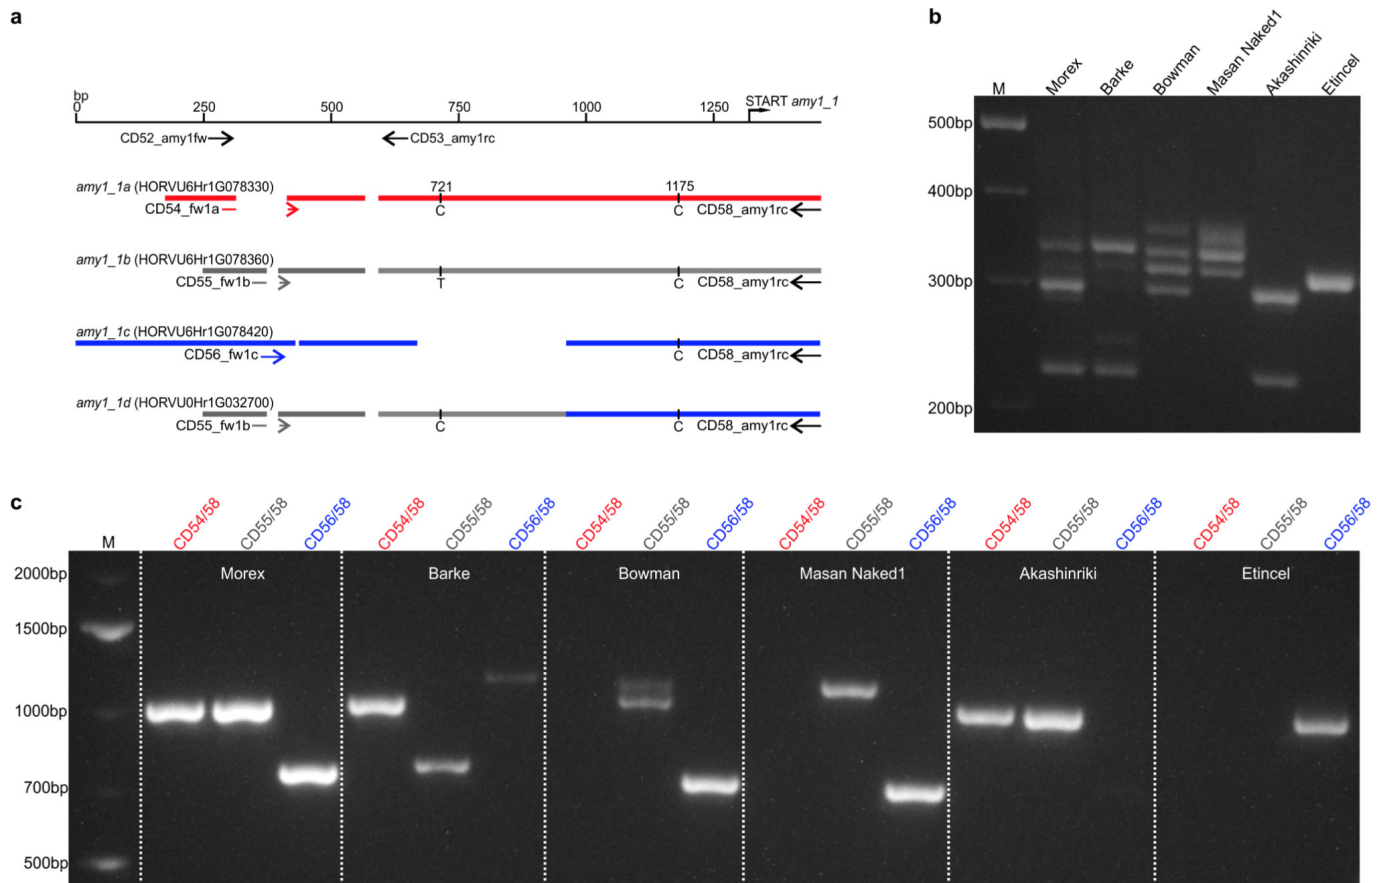 a
bp
0 250 500 750 1000 1250 START amy1_1
CD52_amy1fw CD53_amy1rc
amy1_1a (HORVU6Hr1G078330) 721 1175
CD54_fw1a C C CD58_amy1rc
amy1_1b (HORVU6Hr1G078360)
CD55_fw1b T C CD58_amy1rc
amy1_1c (HORVU6Hr1G078420)
CD56_fw1c C CD58_amy1rc
amy1_1d (HORVU0Hr1G032700)
CD55_fw1b C C CD58_amy1rc
b
M Morex Barke Bowman Masan Naked1 Akashinriki Etincel
500bp
400bp
300bp
200bp
c
M CD54/58 CD55/58 CD56/58 CD54/58 CD55/58 CD56/58 CD54/58 CD55/58 CD56/58 CD54/58 CD55/58 CD56/58 CD54/58 CD55/58 CD56/58 CD54/58 CD55/58 CD56/58
2000bp Morex Barke Bowman Masan Naked1 Akashinriki Etincel
1500bp
1000bp
700bp
500bp